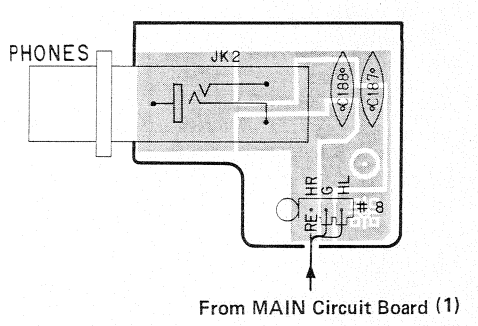 PHONES
JK2
C188
C187
HR
G
HL
RE
#8
From MAIN Circuit Board (1)